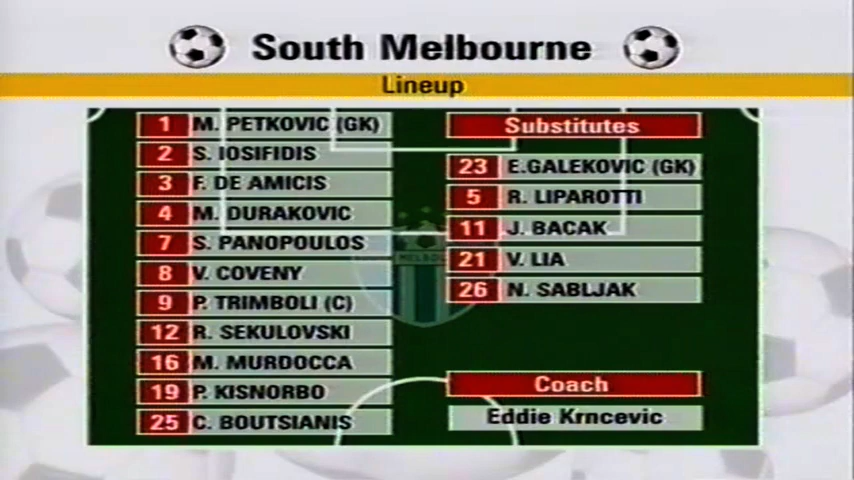 South Melbourne
Lineup
1 M. PETKOVIC (GK)
2 S. IOSIFIDIS
3 F. DE AMICIS
4 M. DURAKOVIC
7 S. PANOPOULOS
8 V. COVENY
9 P. TRIMBOLI (C)
12 R. SEKULOVSKI
16 M. MURDOCCA
19 P. KISNORBO
25 C. BOUTSIANIS
Substitutes
23 E.GALEKOVIC (GK)
5 R. LIPAROTTI
11 J. BACAK
21 V. LIA
26 N. SABLJAK
Coach
Eddie Krncevic